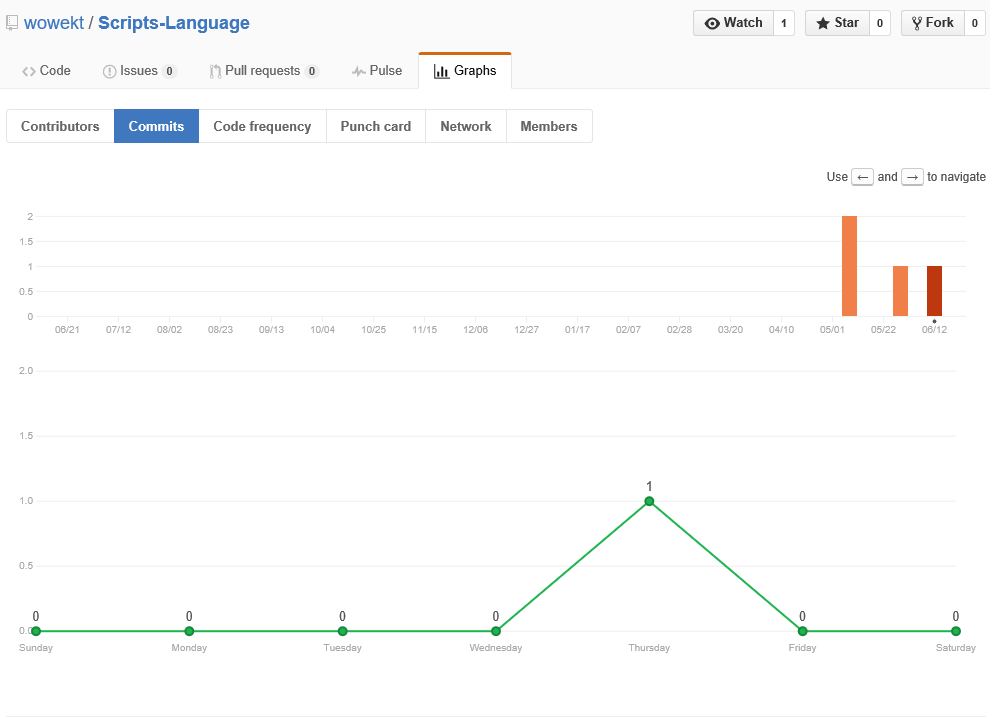 wowekt / Scripts-Language
Watch 1 Star 0 Fork 0
Code Issues 0 Pull requests 0 Pulse Graphs
Contributors Commits Code frequency Punch card Network Members
Use ← and → to navigate
2
1.5
1
0.5
0
06/21 07/12 08/02 08/23 09/13 10/04 10/25 11/15 12/06 12/27 01/17 02/07 02/28 03/20 04/10 05/01 05/22 06/12
2.0
1.5
1
1.0
0.5
0 0 0 0 0 0
0.0
Sunday Monday Tuesday Wednesday Thursday Friday Saturday